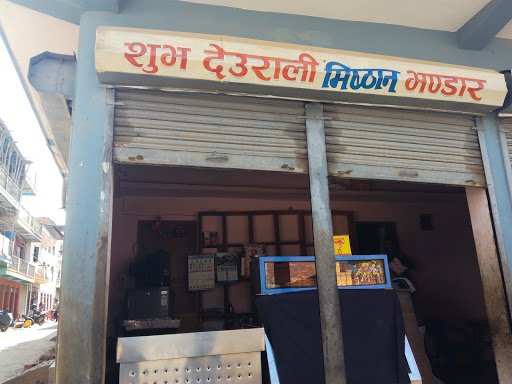 शुभ देउराली मिष्ठान भण्डार